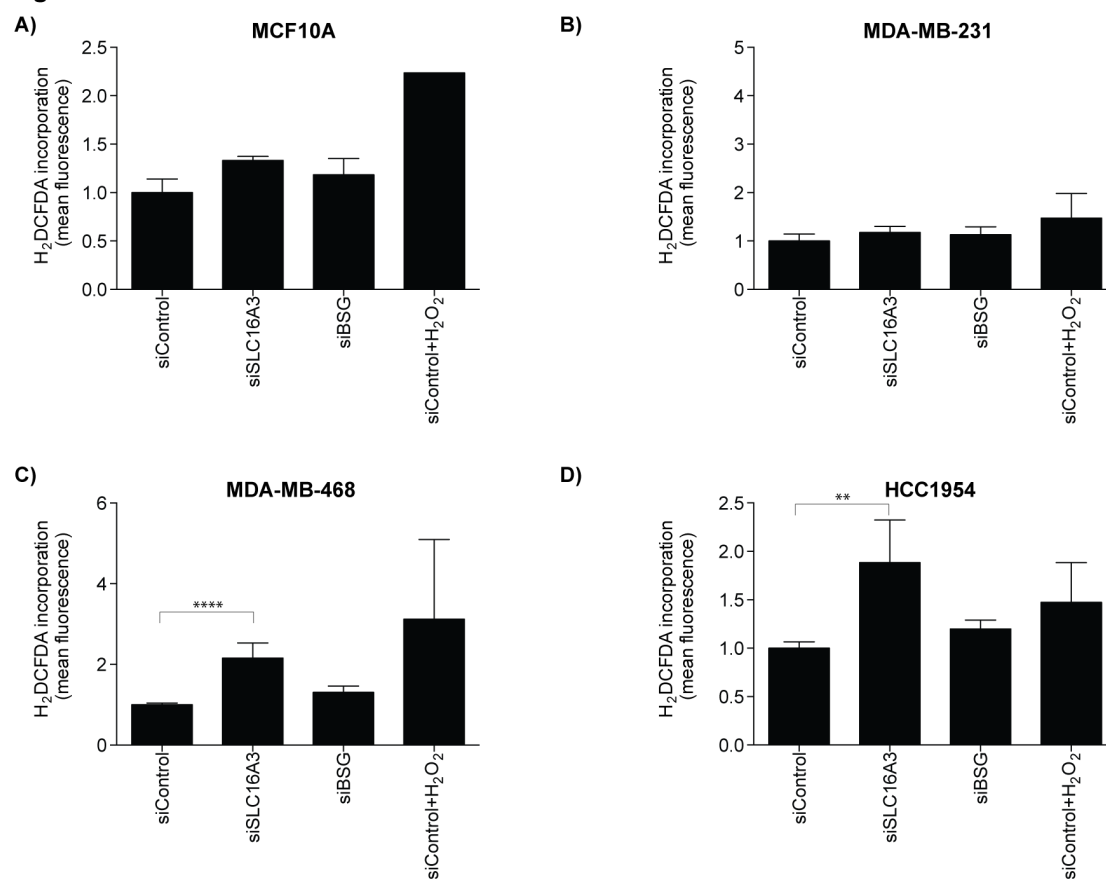 A)
MCF10A
H₂DCFDA incorporation
(mean fluorescence)
2.5
2.0
1.5
1.0
0.5
0.0
siControl
siSLC16A3
siBSG
siControl+H₂O₂
B)
MDA-MB-231
H₂DCFDA incorporation
(mean fluorescence)
5
4
3
2
1
0
siControl
siSLC16A3
siBSG
siControl+H₂O₂
C)
MDA-MB-468
H₂DCFDA incorporation
(mean fluorescence)
6
4
2
0
****
siControl
siSLC16A3
siBSG
siControl+H₂O₂
D)
HCC1954
H₂DCFDA incorporation
(mean fluorescence)
2.5
2.0
1.5
1.0
0.5
0.0
**
siControl
siSLC16A3
siBSG
siControl+H₂O₂